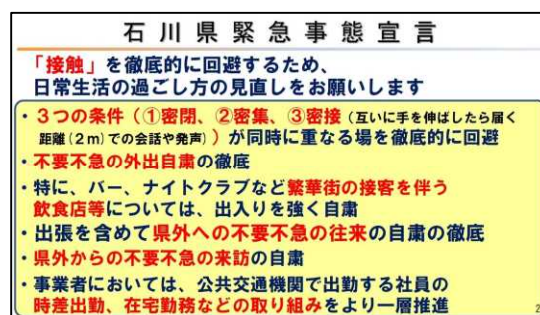 石川県緊急事態宣言
「接触」を徹底的に回避するため、
日常生活の過ごし方の見直しをお願いします
・３つの条件（①密閉、②密集、③密接（互いに手を伸ばしたら届く
距離（２ｍ）での会話や発声））が同時に重なる場を徹底的に回避
・不要不急の外出自粛の徹底
・特に、バー、ナイトクラブなど繁華街の接客を伴う
飲食店等については、出入りを強く自粛
・出張を含めて県外への不要不急の往来の自粛の徹底
・県外からの不要不急の来訪の自粛
・事業者においては、公共交通機関で出勤する社員の
時差出勤、在宅勤務などの取り組みをより一層推進
2